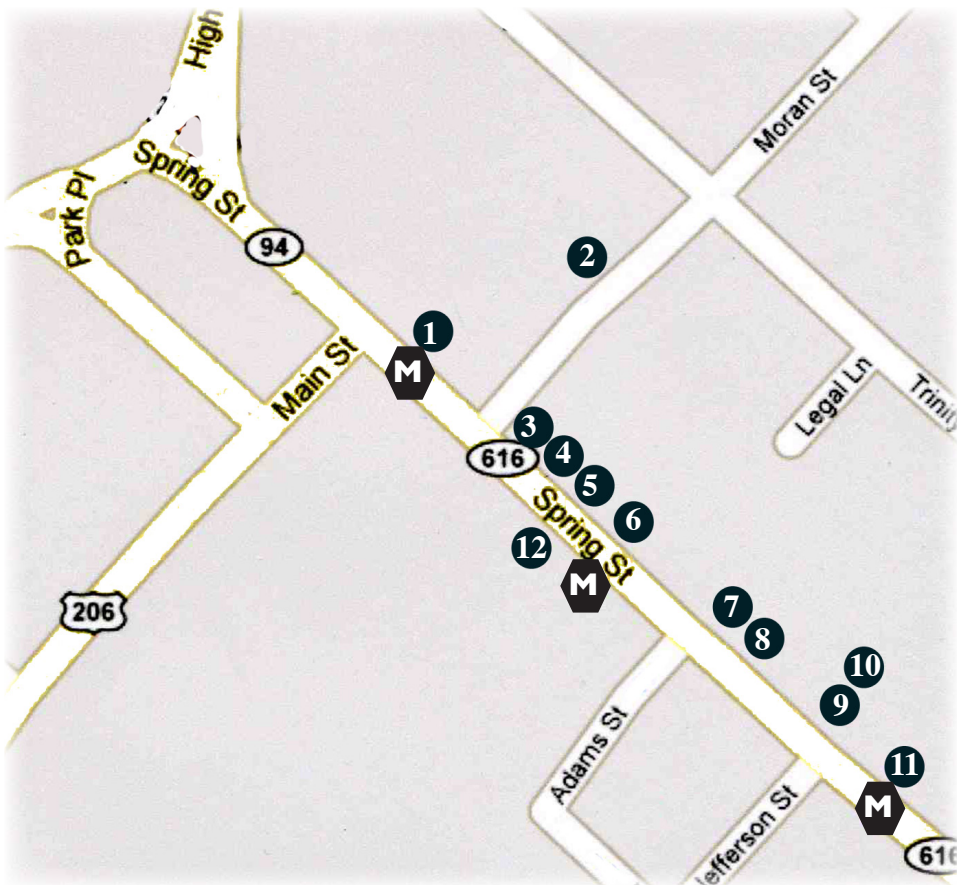 High
Moran St
Spring St
Park Pl
94
2
1
M
Main St
Legal Ln
Trinity
3
616
4
5
6
Spring St
12
M
206
7
8
10
9
Adams St
11
M
Jefferson St
616